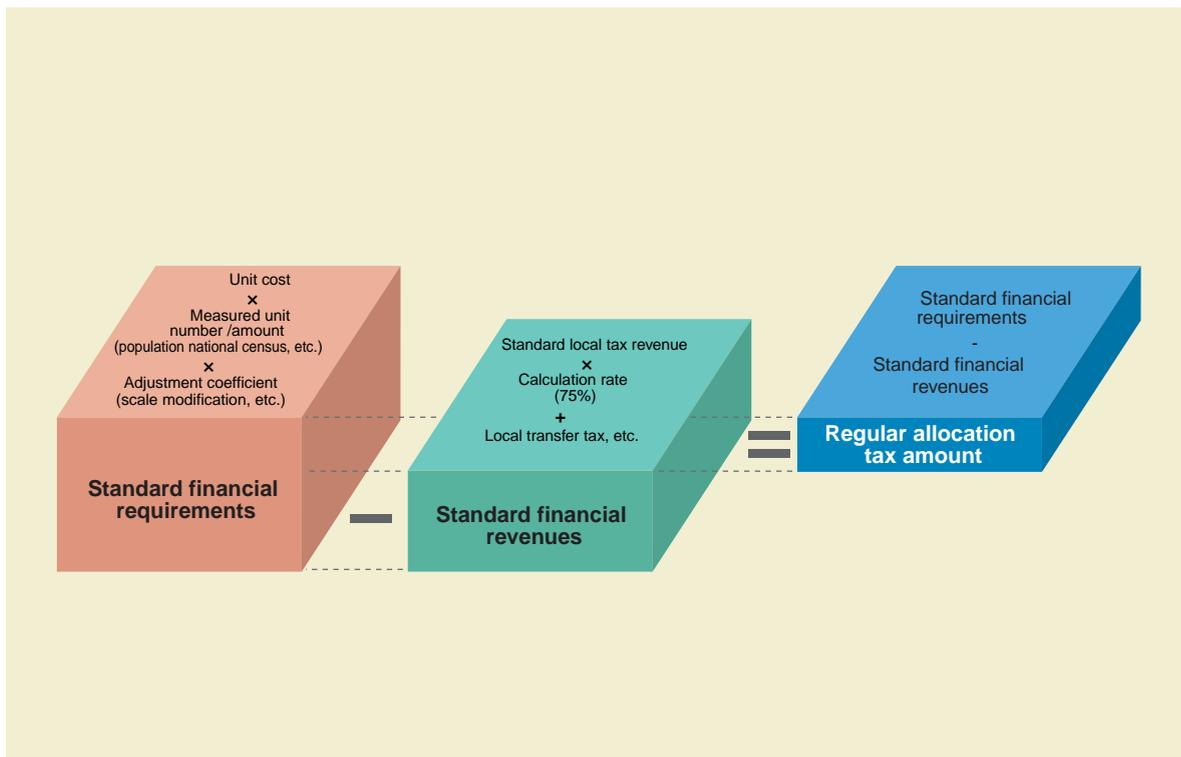 Unit cost
×
Measured unit
number /amount
(population national census, etc.)
×
Adjustment coefficient
(scale modification, etc.)
Standard financial
requirements
Standard local tax revenue
×
Calculation rate
(75%)
+
Local transfer tax, etc.
Standard financial
revenues
Standard financial
requirements
-
Standard financial
revenues
Regular allocation
tax amount